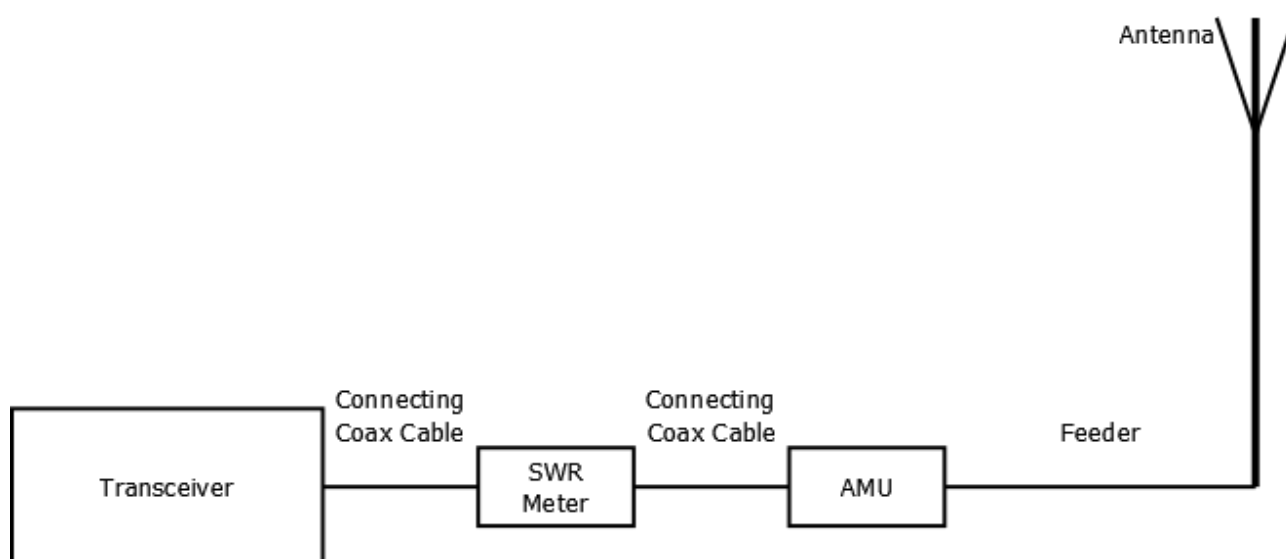 Antenna
Connecting
Coax Cable
Connecting
Coax Cable
Feeder
Transceiver
SWR
Meter
AMU